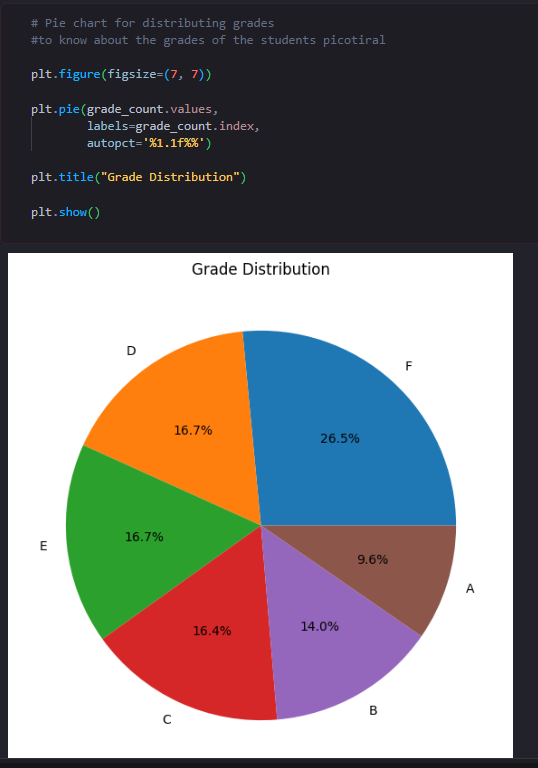 # Pie chart for distributing grades
#to know about the grades of the students picotiral
plt.figure(figsize=(7, 7))
plt.pie(grade_count.values,
labels=grade_count.index,
autopct='%1.1f%%')
plt.title("Grade Distribution")
plt.show()
Grade Distribution
D
F
16.7%
26.5%
E
16.7%
9.6%
A
16.4%
14.0%
C
B